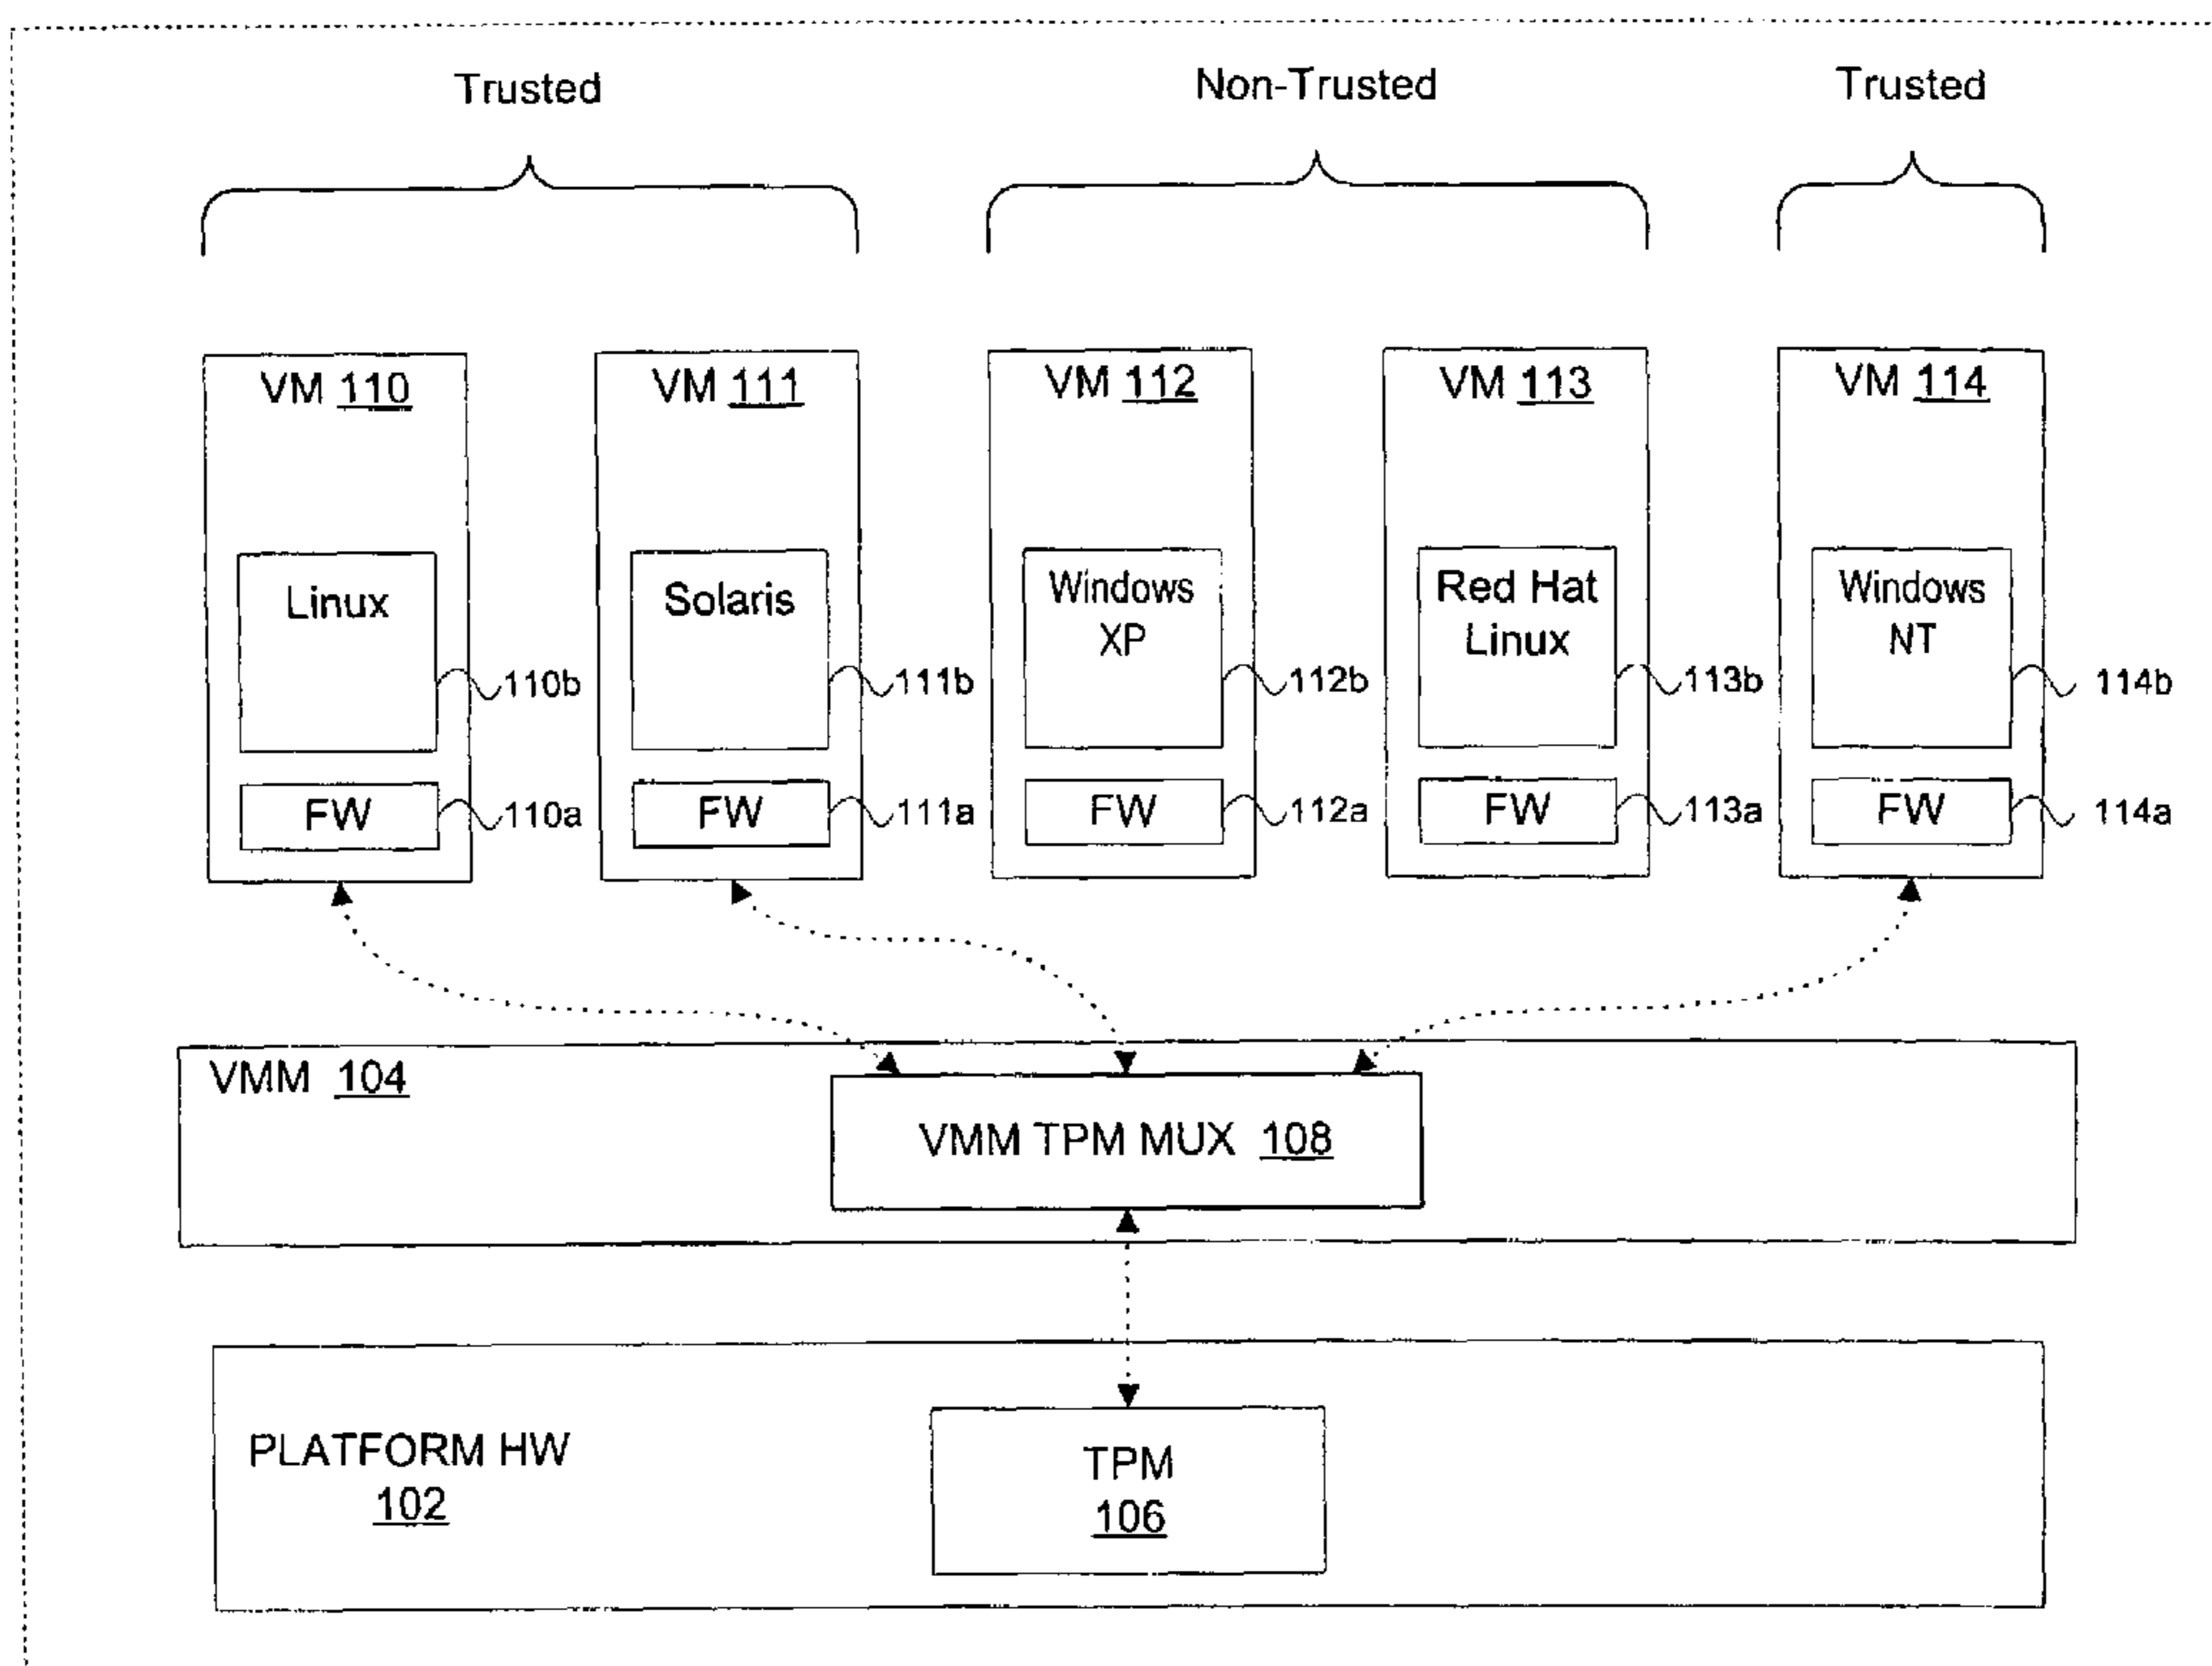 Trusted
Non-Trusted
Trusted
VM 110
VM 111
VM 112
VM 113
VM 114
Linux
Solaris
Windows
XP
Red Hat
Linux
Windows
NT
110b
111b
112b
113b
114b
FW
110a
FW
111a
FW
112a
FW
113a
FW
114a
VMM 104
VMM TPM MUX 108
PLATFORM HW
102
TPM
106